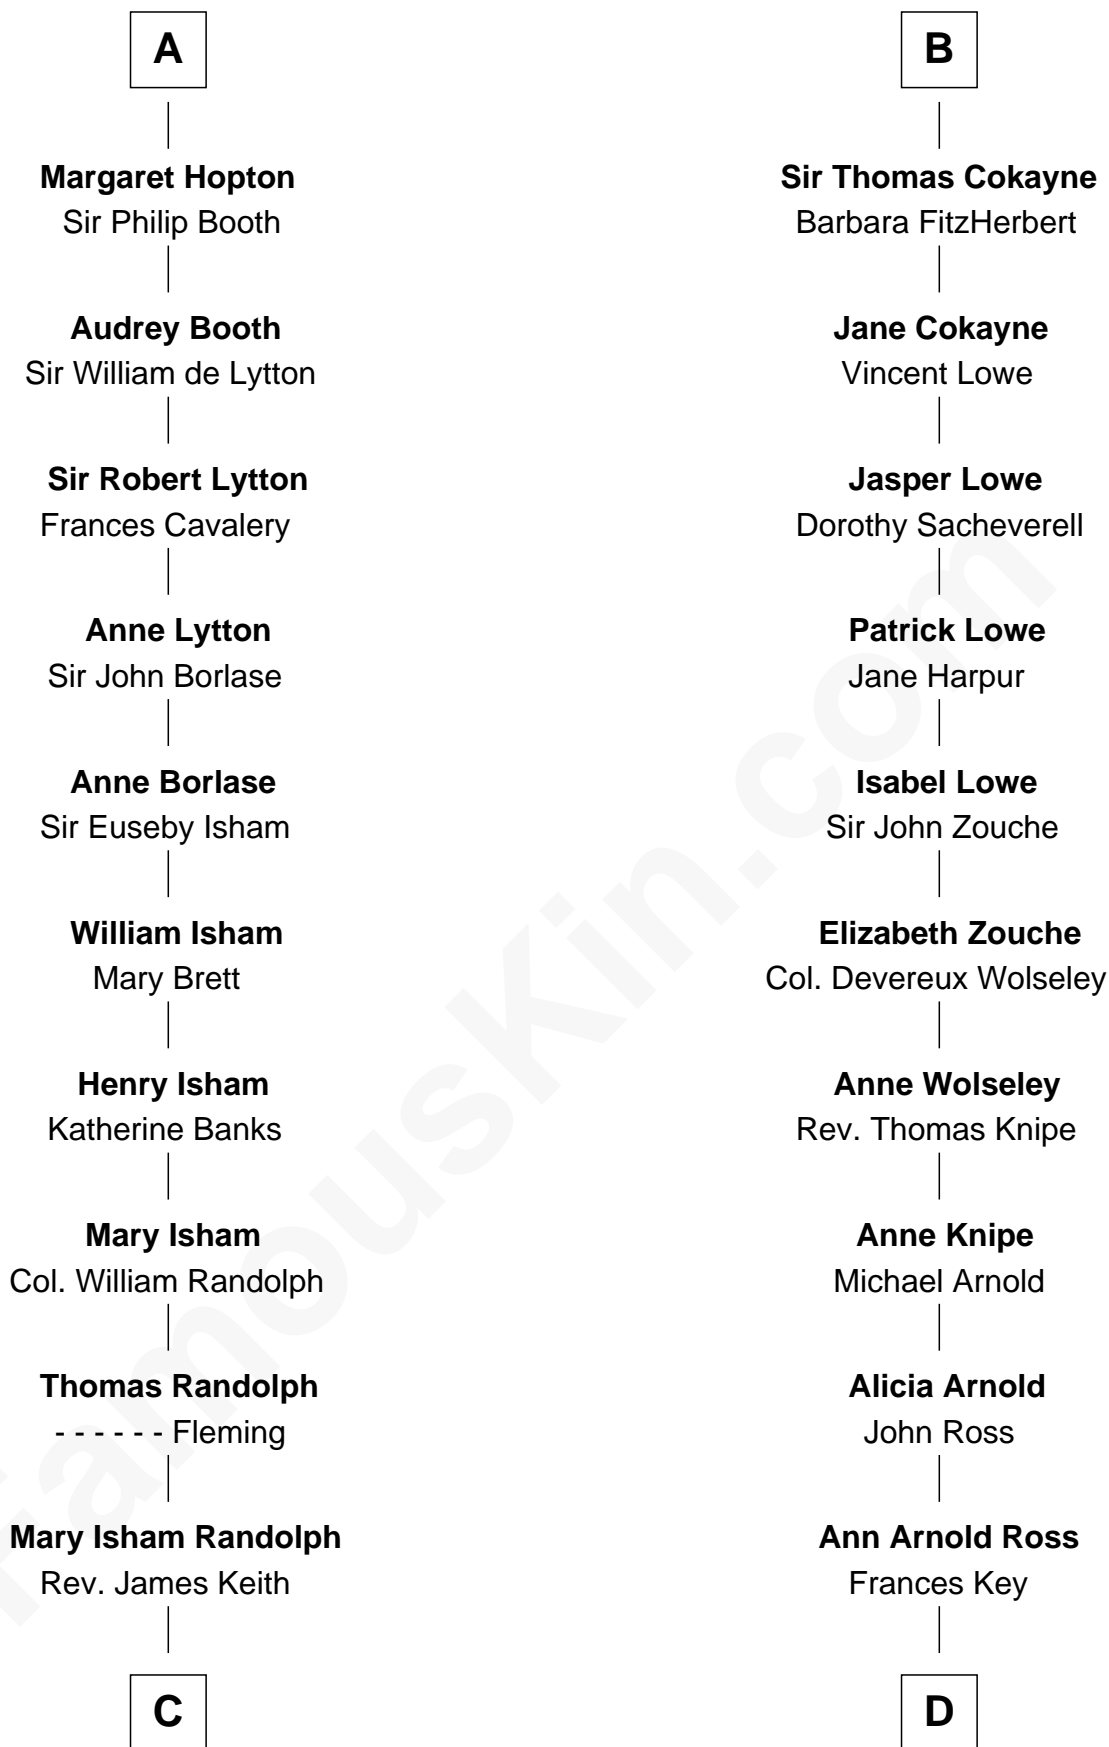 A
Margaret Hopton
Sir Philip Booth
Audrey Booth
Sir William de Lytton
Sir Robert Lytton
Frances Cavalery
Anne Lytton
Sir John Borlase
Anne Borlase
Sir Euseby Isham
William Isham
Mary Brett
Henry Isham
Katherine Banks
Mary Isham
Col. William Randolph
Thomas Randolph
- - - - - - Fleming
Mary Isham Randolph
Rev. James Keith
C
B
Sir Thomas Cokayne
Barbara FitzHerbert
Jane Cokayne
Vincent Lowe
Jasper Lowe
Dorothy Sacheverell
Patrick Lowe
Jane Harpur
Isabel Lowe
Sir John Zouche
Elizabeth Zouche
Col. Devereux Wolseley
Anne Wolseley
Rev. Thomas Knipe
Anne Knipe
Michael Arnold
Alicia Arnold
John Ross
Ann Arnold Ross
Frances Key
D
FamousKin.com